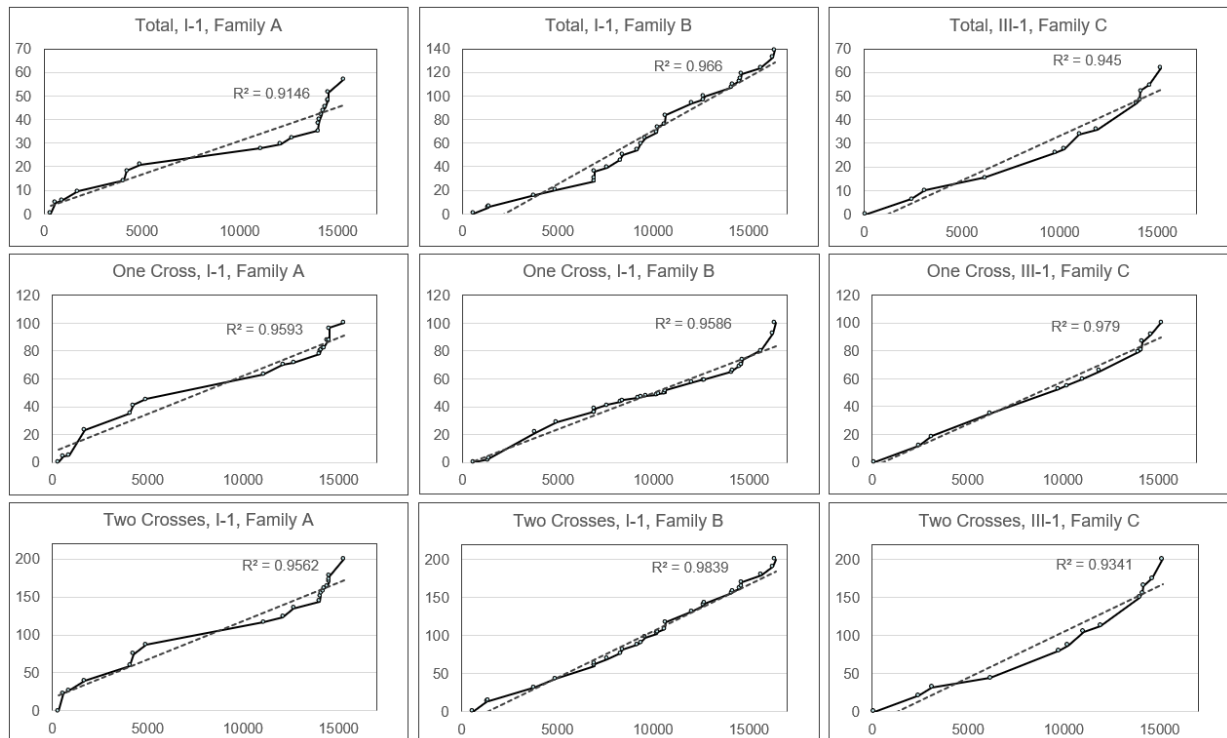 Total, I-1, Family A
70
60
50
40
30
20
10
0
R² = 0.9146
0 5000 10000 15000
Total, I-1, Family B
140
120
100
80
60
40
20
0
R² = 0.966
0 5000 10000 15000
Total, III-1, Family C
70
60
50
40
30
20
10
0
R² = 0.945
0 5000 10000 15000
One Cross, I-1, Family A
120
100
80
60
40
20
0
R² = 0.9593
0 5000 10000 15000
One Cross, I-1, Family B
120
100
80
60
40
20
0
R² = 0.9586
0 5000 10000 15000
One Cross, III-1, Family C
120
100
80
60
40
20
0
R² = 0.979
0 5000 10000 15000
Two Crosses, I-1, Family A
200
150
100
50
0
R² = 0.9562
0 5000 10000 15000
Two Crosses, I-1, Family B
200
150
100
50
0
R² = 0.9839
0 5000 10000 15000
Two Crosses, III-1, Family C
200
150
100
50
0
R² = 0.9341
0 5000 10000 15000